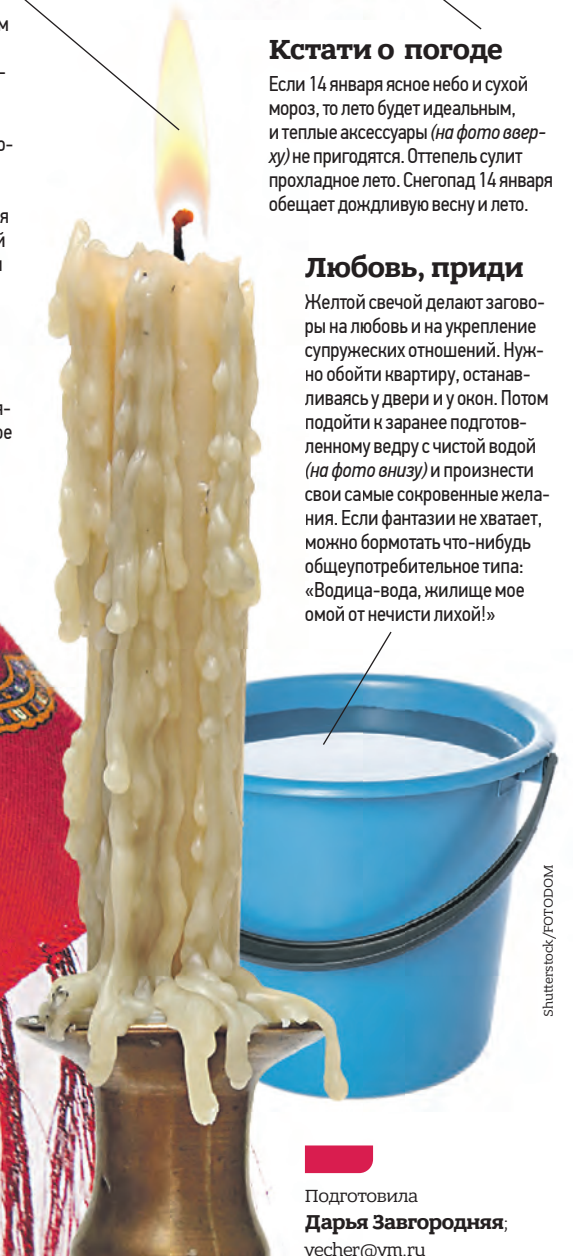 м
-
о-
я
й
я-
ое
Кстати о погоде
Если 14 января ясное небо и сухой
мороз, то лето будет идеальным,
и теплые аксессуары (на фото ввер-
ху) не пригодятся. Оттепель сулит
прохладное лето. Снегопад 14 января
обещает дождливую весну и лето.
Любовь, приди
Желтой свечой делают загово-
ры на любовь и на укрепление
супружеских отношений. Нуж-
но обойти квартиру, останав-
ливаясь у двери и у окон. Потом
подойти к заранее подготов-
ленному ведру с чистой водой
(на фото внизу) и произнести
свои самые сокровенные жела-
ния. Если фантазии не хватает,
можно бормотать что-нибудь
общеупотребительное типа:
«Водица-вода, жилище мое
омой от нечисти лихой!»
Shutterstock/FOTODOM
Подготовила
Дарья Завгородняя;
vecher@vm.ru